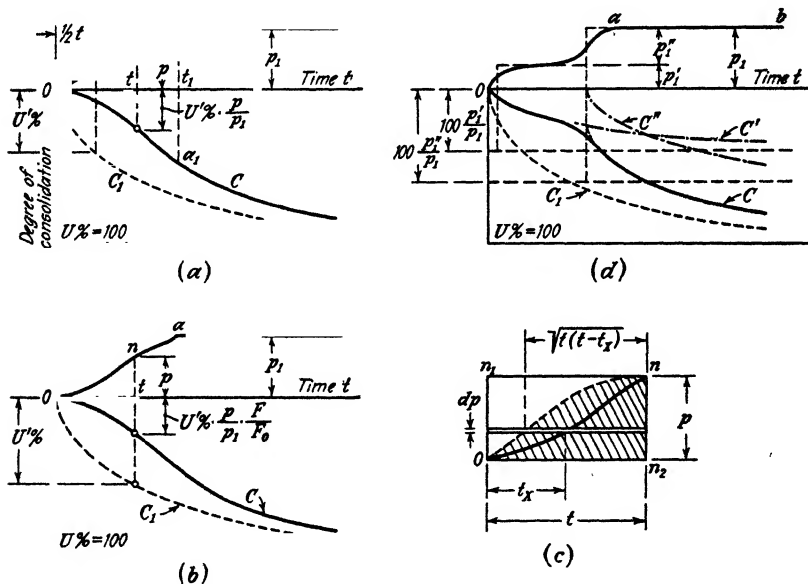 ½ t
p₁
t
p
t₁
Time t
0
U'%
U'% · p/p₁
a₁
C₁
C
Degree of consolidation
U%=100
(a)
a
b
p₁''
p₁'
p₁
Time t
0
100 p₁'/p₁
100 p₁''/p₁
C''
C'
C₁
C
U%=100
(d)
a
n
p
p₁
t
Time t
0
U'%
U'% · p/p₁ · F/F₀
C₁
C
U%=100
(b)
√t(t-tₓ)
n₁
n
dp
p
0
n₂
tₓ
t
(c)